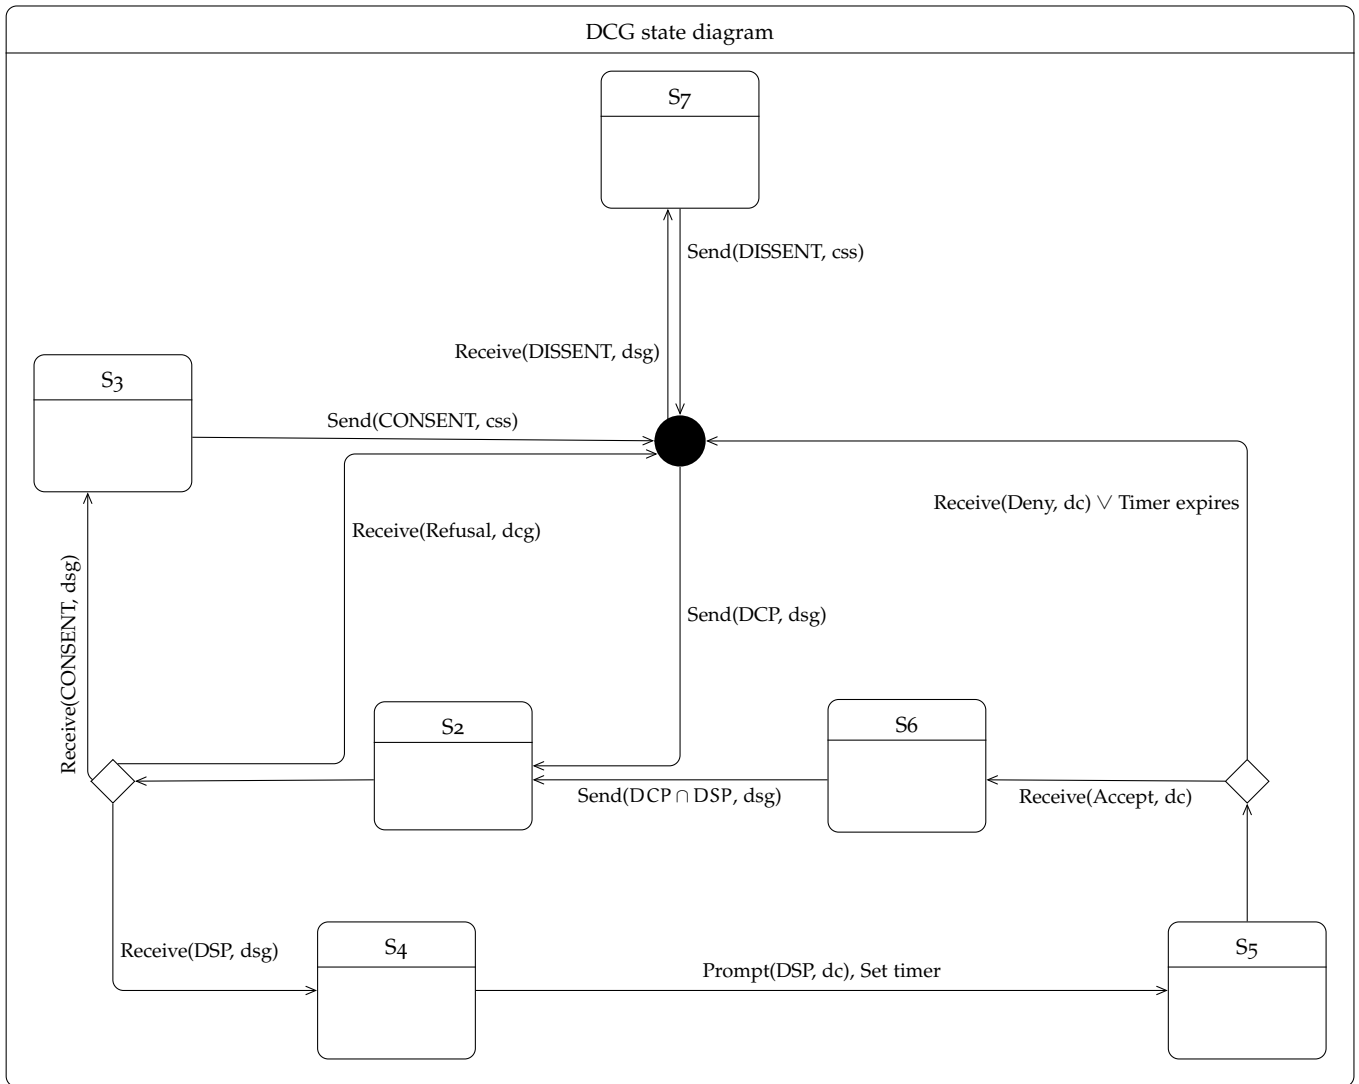 DCG state diagram
S7
Send(DISSENT, css)
Receive(DISSENT, dsg)
S3
Send(CONSENT, css)
Receive(Deny, dc) ∨ Timer expires
Receive(Refusal, dcg)
Receive(CONSENT, dsg)
Send(DCP, dsg)
S2
S6
Send(DCP ∩ DSP, dsg)
Receive(Accept, dc)
Receive(DSP, dsg)
S4
Prompt(DSP, dc), Set timer
S5